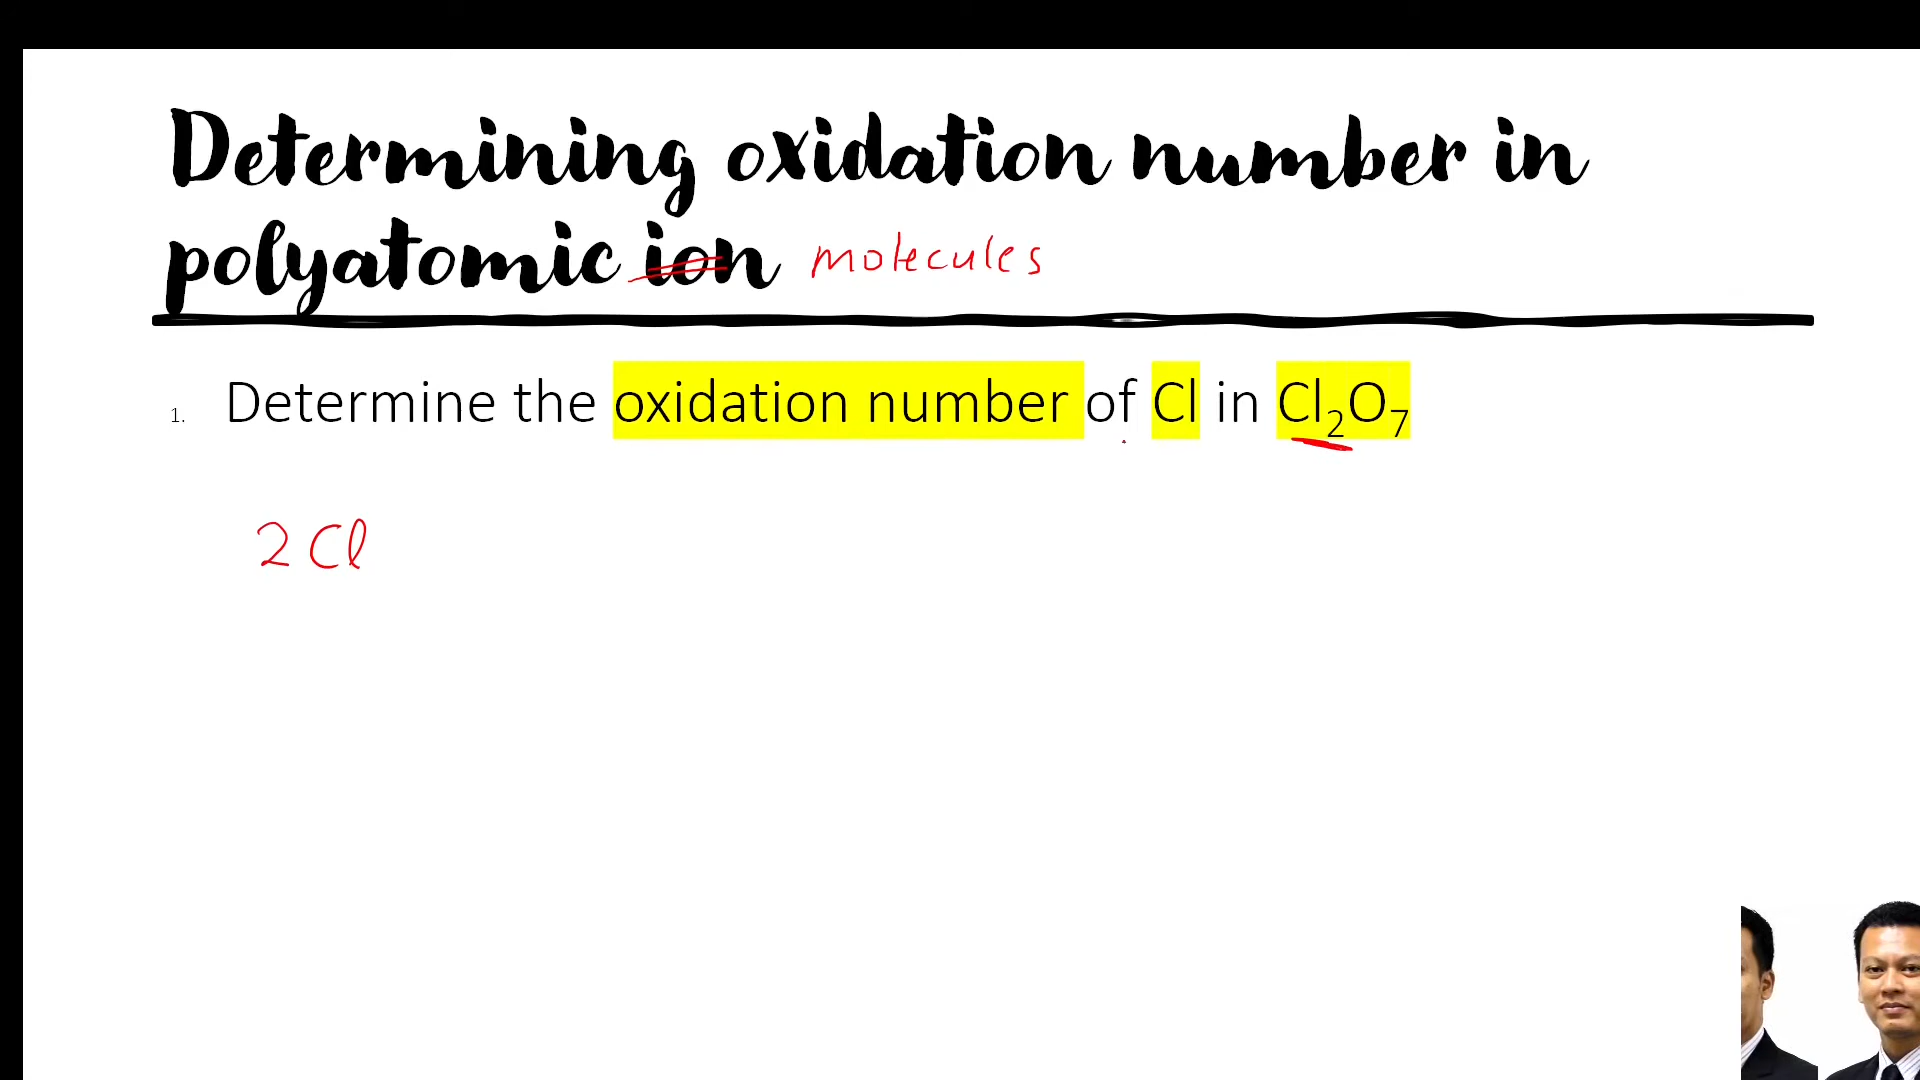 Determining oxidation number in
polyatomic ion molecules
1. Determine the oxidation number of Cl in Cl₂O₇
2 Cl